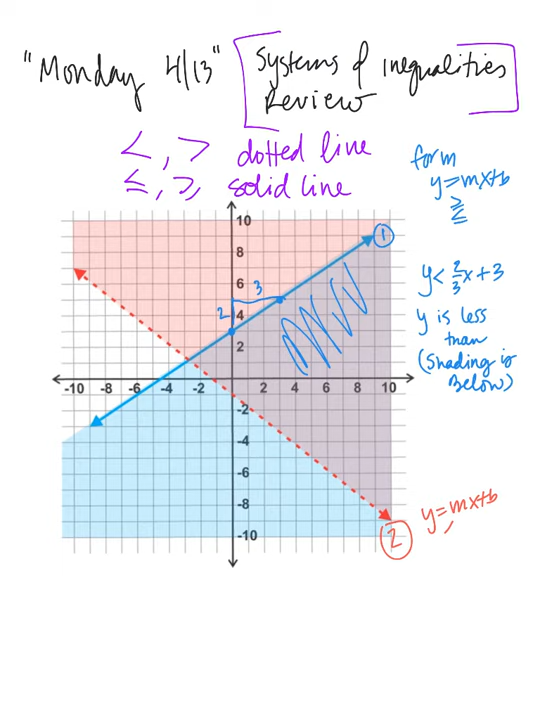 "Monday 4/13"
Systems of inequalities
Review
<, > dotted line
≤, ≥, solid line
form
y = mx+b
≥
≤
10
8
6
4
2
-10 -8 -6 -4 -2 2 4 6 8 10
-2
-4
-6
-8
-10
1
3
2
y < 2/3 x + 3
y is less
than
(shading is
Below)
y = mx+b
2